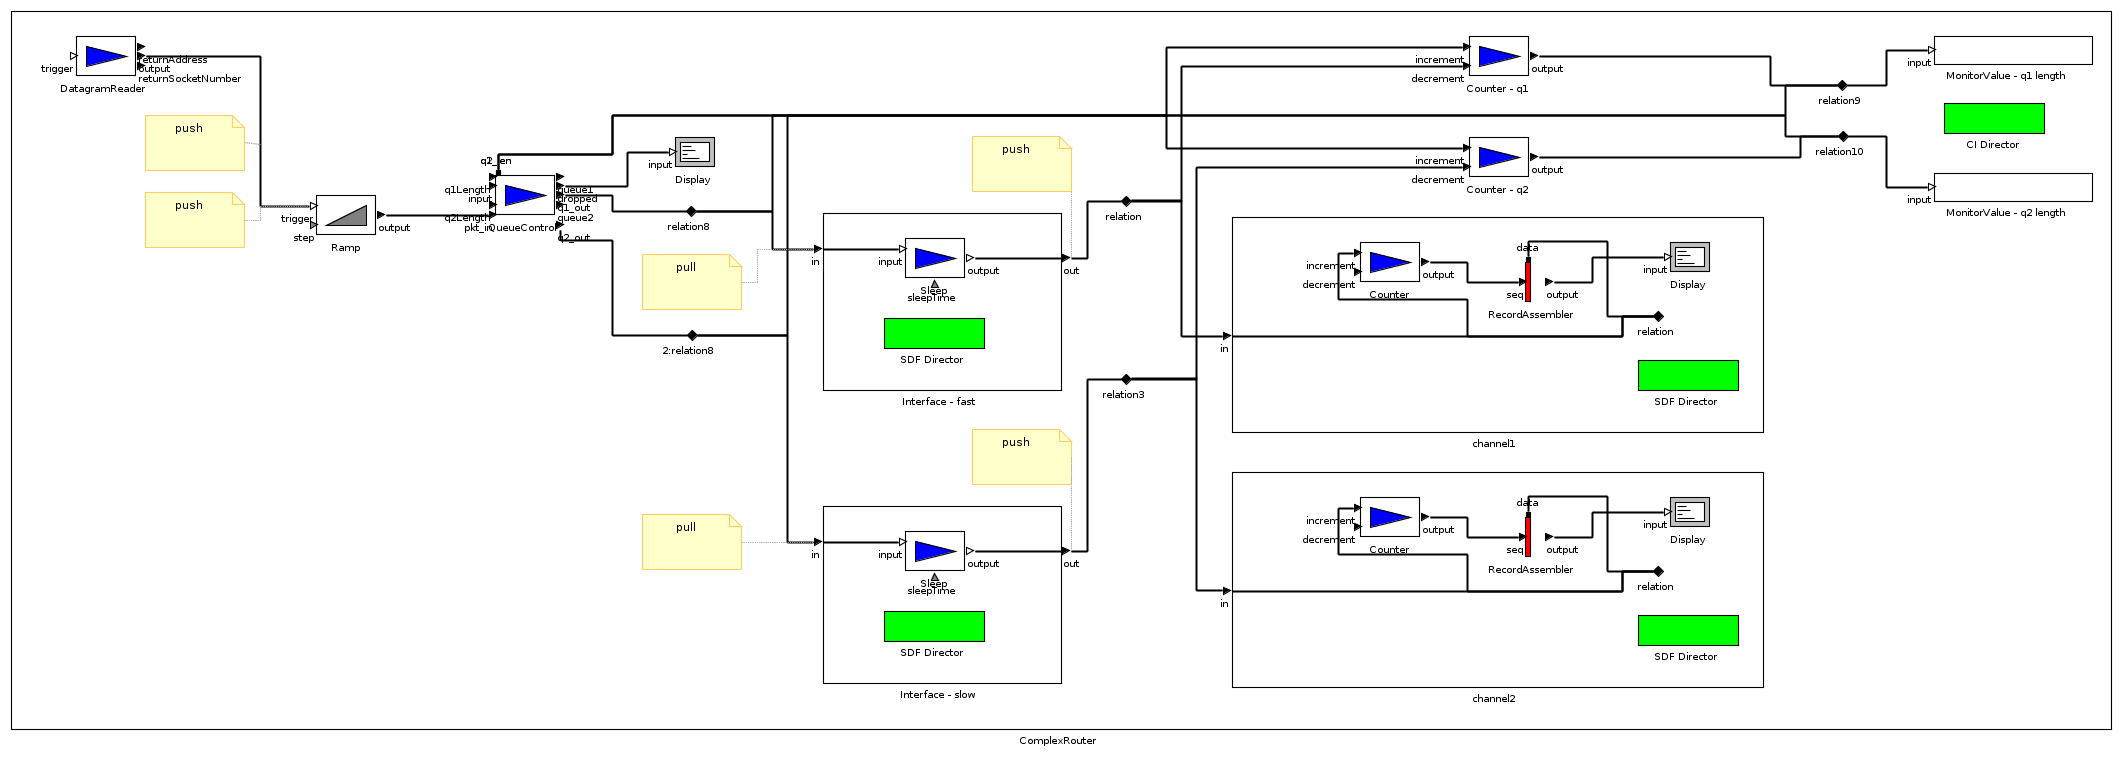 trigger
returnAddress
output
returnSocketNumber
DatagramReader
push
push
trigger
step
output
Ramp
q2_en
q1Length
input
q2Length
pkt_in
QueueControl
queue1
dropped
q1_out
queue2
q2_out
input
Display
relation8
2:relation8
pull
in
input
output
Sleep
sleepTime
SDF Director
out
Interface - fast
push
relation
relation3
push
pull
in
input
output
Sleep
sleepTime
SDF Director
out
Interface - slow
increment
decrement
output
Counter - q1
increment
decrement
output
Counter - q2
relation9
relation10
input
MonitorValue - q1 length
CI Director
input
MonitorValue - q2 length
in
increment
decrement
output
Counter
data
seq
output
RecordAssembler
input
Display
relation
SDF Director
channel1
in
increment
decrement
output
Counter
data
seq
output
RecordAssembler
input
Display
relation
SDF Director
channel2
ComplexRouter